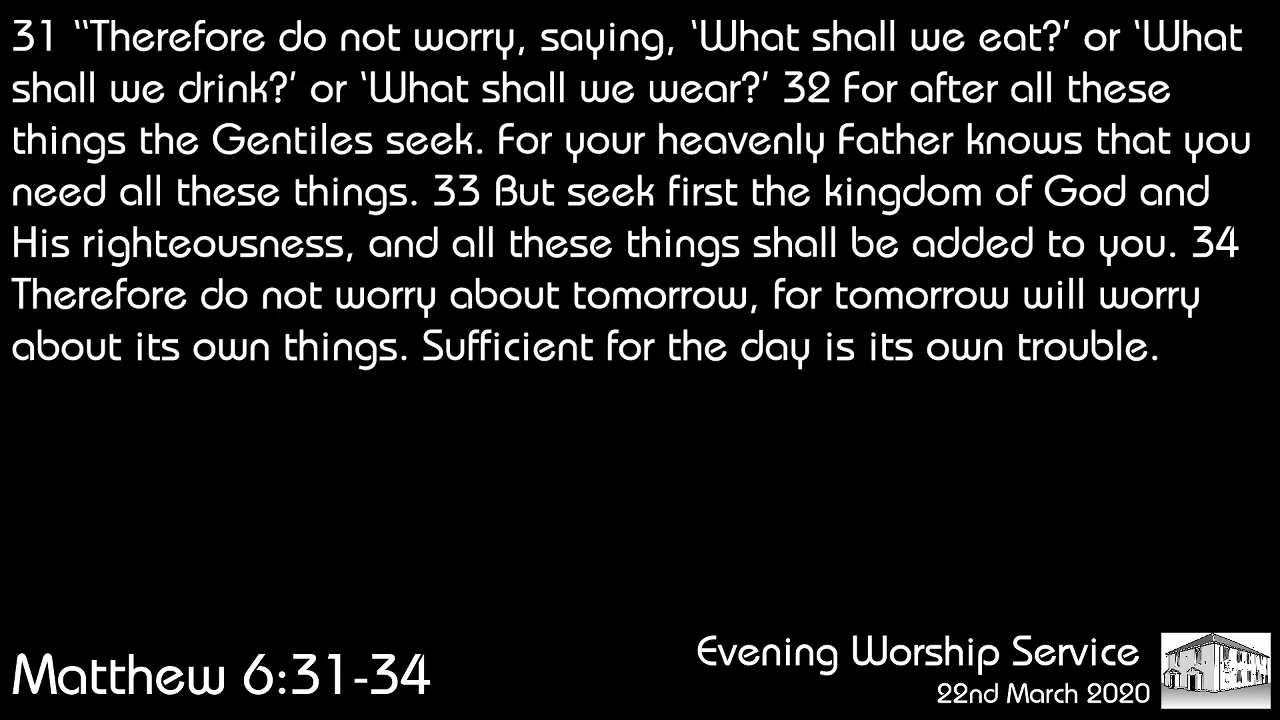 31 “Therefore do not worry, saying, ‘What shall we eat?’ or ‘What
shall we drink?’ or ‘What shall we wear?’ 32 For after all these
things the Gentiles seek. For your heavenly Father knows that you
need all these things. 33 But seek first the kingdom of God and
His righteousness, and all these things shall be added to you. 34
Therefore do not worry about tomorrow, for tomorrow will worry
about its own things. Sufficient for the day is its own trouble.
Matthew 6:31-34
Evening Worship Service
22nd March 2020